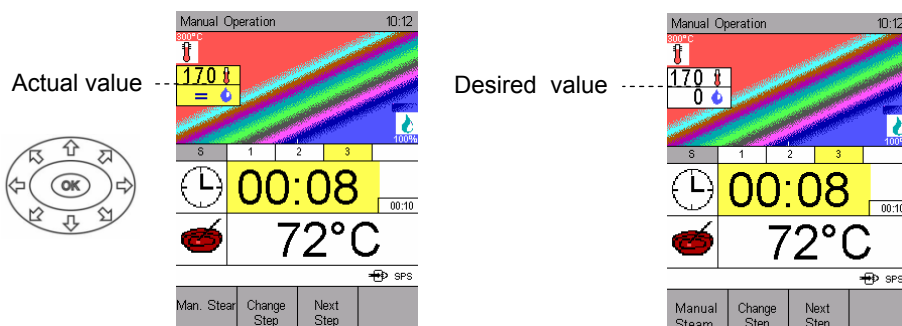 Manual Operation 10:12
300°C
Actual value
170
=
100%
S 1 2 3
00:08
00:10
OK
72°C
SPS
Man. Stear Change Step Next Step
Manual Operation 10:12
300°C
Desired value
170
0
100%
S 1 2 3
00:08
00:10
72°C
SPS
Manual Steam Change Step Next Step